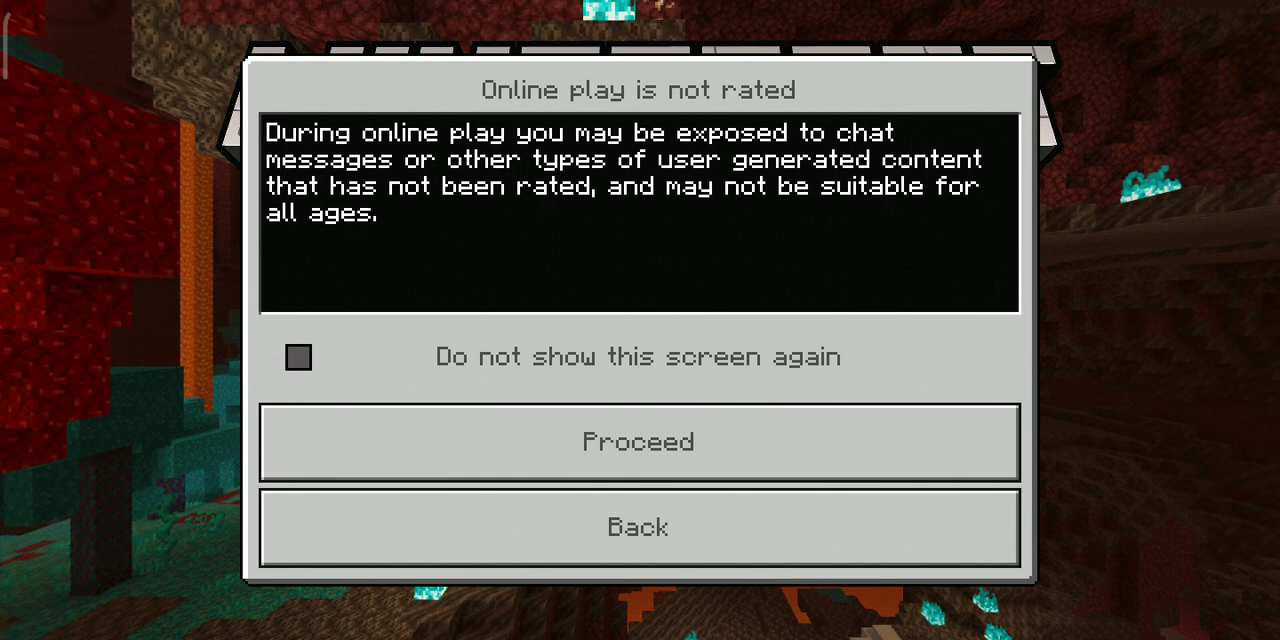 Online play is not rated
During online play you may be exposed to chat
messages or other types of user generated content
that has not been rated, and may not be suitable for
all ages.
Do not show this screen again
Proceed
Back